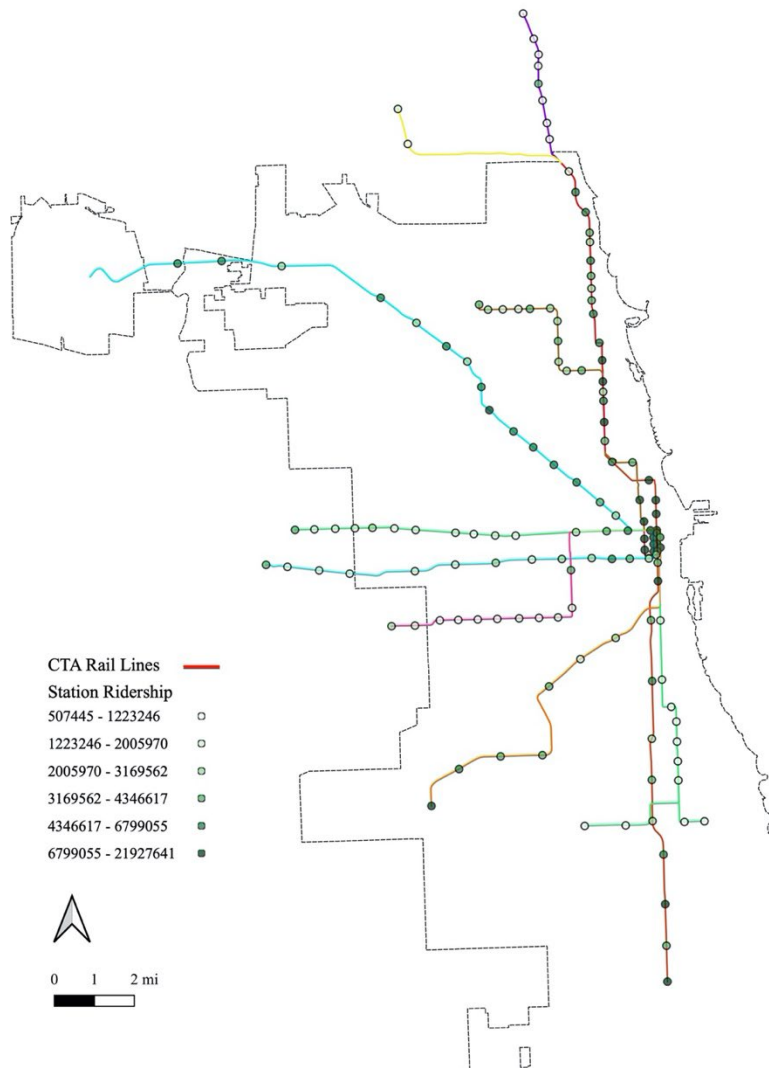 CTA Rail Lines
Station Ridership
507445 - 1223246
1223246 - 2005970
2005970 - 3169562
3169562 - 4346617
4346617 - 6799055
6799055 - 21927641
0 1 2 mi